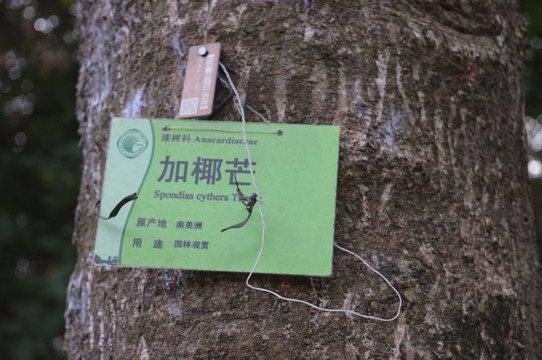 漆树科 Anacardiaceae
加椰芒
Spondias cythera
原产地 南美洲
用 途 园林观赏